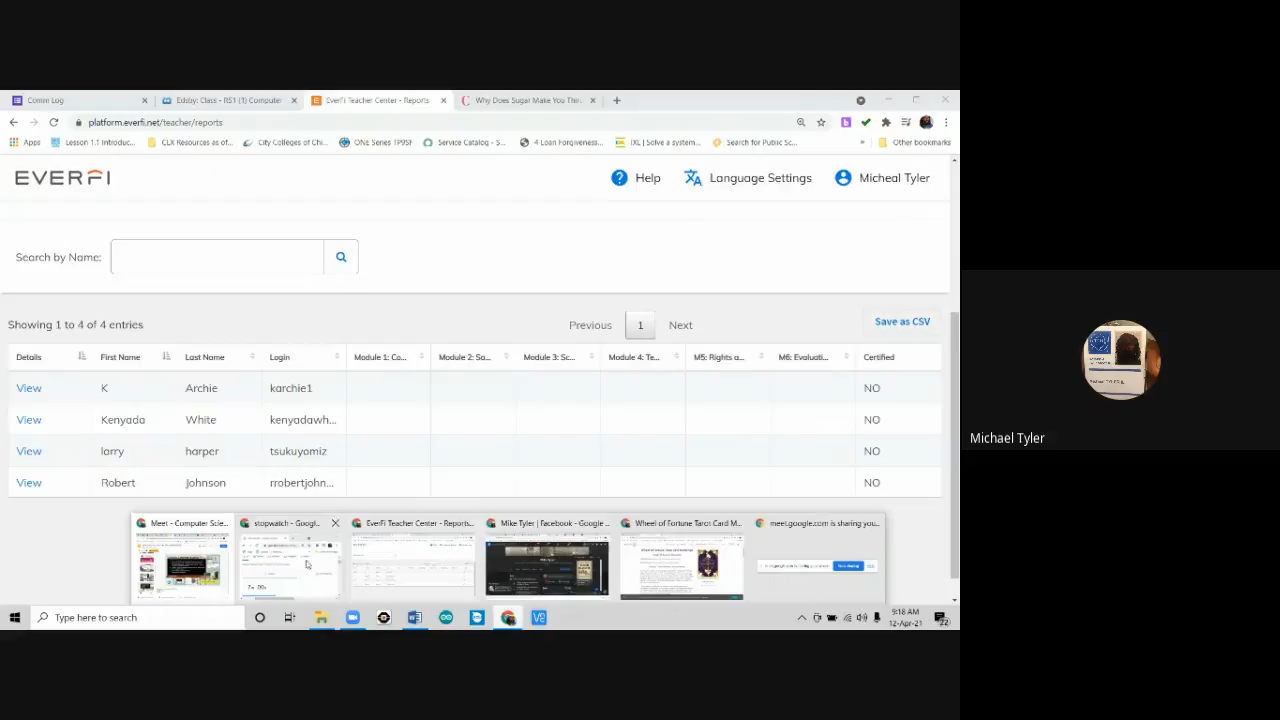 Comm Log
Edsby: Class - RS1 (1) Computer
EverFi Teacher Center - Reports
Why Does Sugar Make You Thir
platform.everfi.net/teacher/reports
Apps
Lesson 1.1 Introduc...
CLX Resources as of...
City Colleges of Chi...
ONE Series TP95F
Service Catalog - S...
4 Loan Forgiveness...
IXL | Solve a system...
Search for Public Sc...
»
Other bookmarks
EVERFI
Help
Language Settings
Micheal Tyler
Search by Name:
Showing 1 to 4 of 4 entries
Previous
1
Next
Save as CSV
Details First Name Last Name Login Module 1: Co... Module 2: Sa... Module 3: Sc... Module 4: Te... M5: Rights a... M6: Evaluati... Certified
View K Archie karchie1 NO
View Kenyada White kenyadawh... NO
View larry harper tsukuyomiz NO
View Robert Johnson rrobertjohn... NO
Meet - Computer Scie...
stopwatch - Googl...
EverFi Teacher Center - Reports...
Mike Tyler | Facebook - Google ...
Wheel of Fortune Tarot Card M...
meet.google.com is sharing you...
Type here to search
9:18 AM
12-Apr-21
22
Michael Tyler